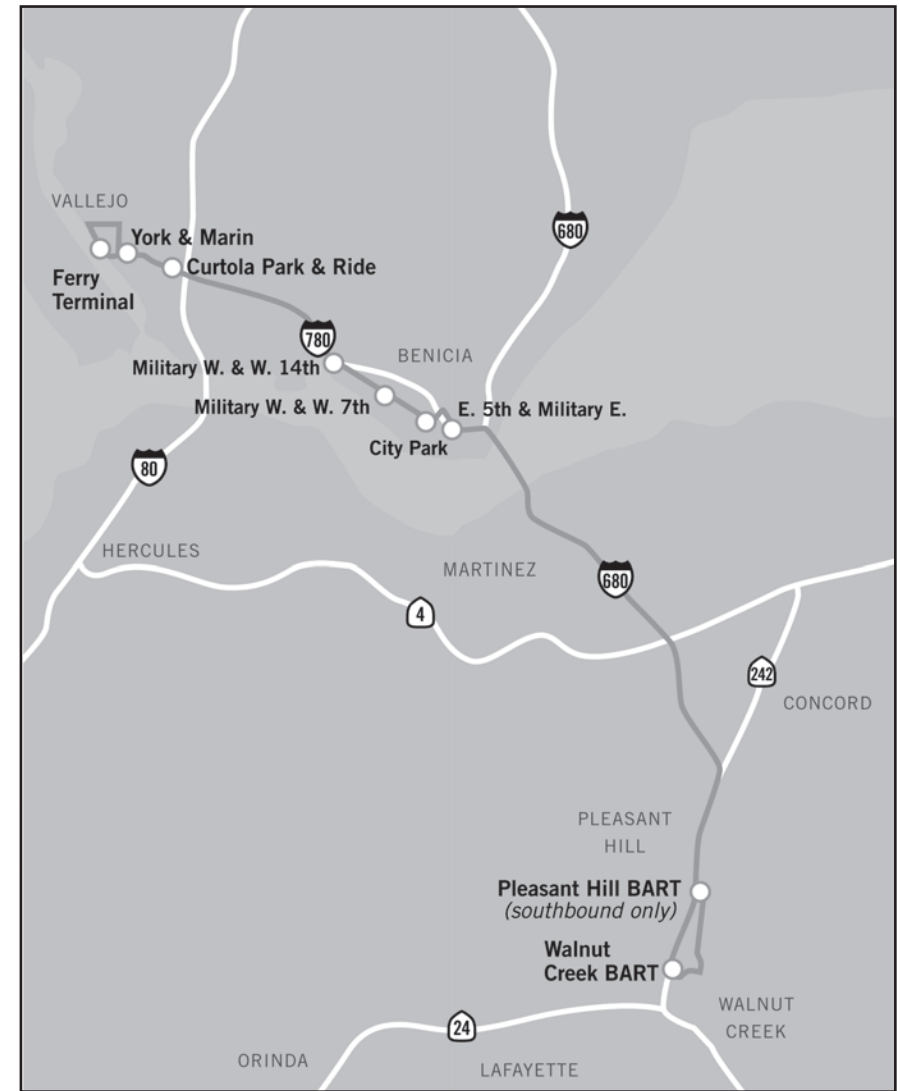 680
VALLEJO
York & Marin
Curtola Park & Ride
Ferry
Terminal
780
BENICIA
Military W. & W. 14th
Military W. & W. 7th
E. 5th & Military E.
City Park
80
HERCULES
MARTINEZ
680
4
242
CONCORD
PLEASANT
HILL
Pleasant Hill BART
(southbound only)
Walnut
Creek BART
WALNUT
CREEK
24
ORINDA
LAFAYETTE